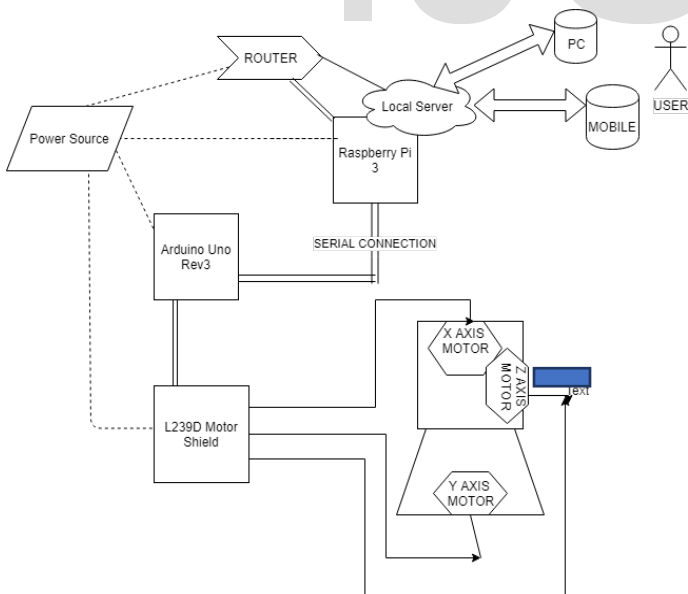 PC
ROUTER
Local Server
USER
MOBILE
Power Source
Raspberry Pi
3
SERIAL CONNECTION
Arduino Uno
Rev3
X AXIS
MOTOR
Z AXIS
MOTOR
Text
L239D Motor
Shield
Y AXIS
MOTOR